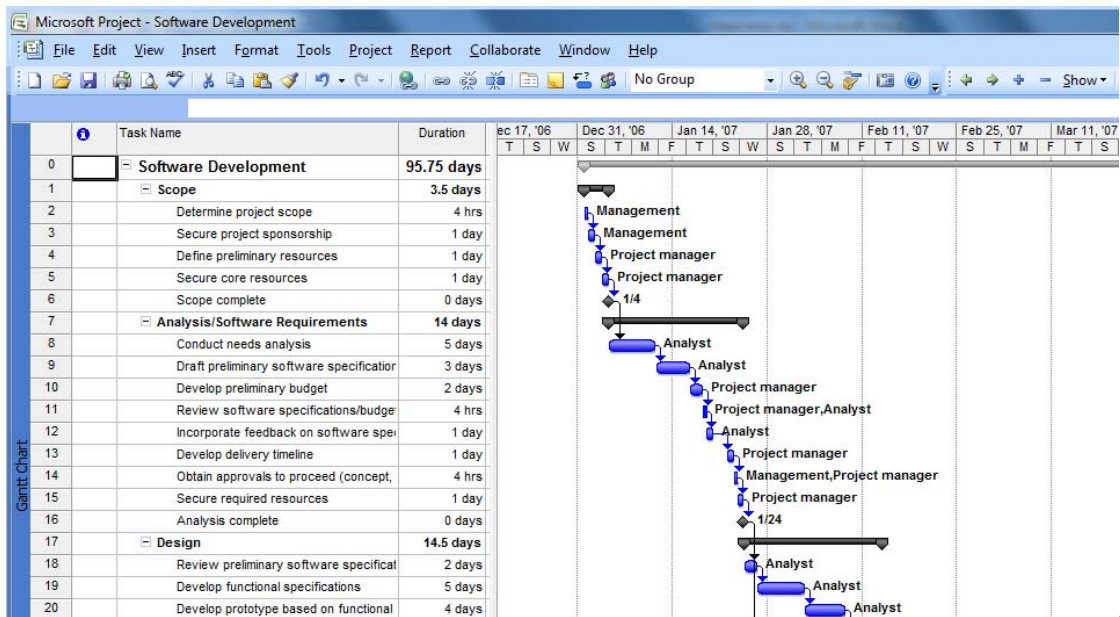 Microsoft Project - Software Development
File Edit View Insert Format Tools Project Report Collaborate Window Help
No Group Show
Task Name Duration ec 17, '06 Dec 31, '06 Jan 14, '07 Jan 28, '07 Feb 11, '07 Feb 25, '07 Mar 11, '07
T S W S T M F T S W S T M F T S W S T M F T S
0 Software Development 95.75 days
1 Scope 3.5 days
2 Determine project scope 4 hrs Management
3 Secure project sponsorship 1 day Management
4 Define preliminary resources 1 day Project manager
5 Secure core resources 1 day Project manager
6 Scope complete 0 days 1/4
7 Analysis/Software Requirements 14 days
8 Conduct needs analysis 5 days Analyst
9 Draft preliminary software specification 3 days Analyst
10 Develop preliminary budget 2 days Project manager
11 Review software specifications/budge 4 hrs Project manager,Analyst
12 Incorporate feedback on software spe 1 day Analyst
13 Develop delivery timeline 1 day Project manager
14 Obtain approvals to proceed (concept, 4 hrs Management,Project manager
15 Secure required resources 1 day Project manager
16 Analysis complete 0 days 1/24
17 Design 14.5 days
18 Review preliminary software specificat 2 days Analyst
19 Develop functional specifications 5 days Analyst
20 Develop prototype based on functional 4 days Analyst
Gantt Chart